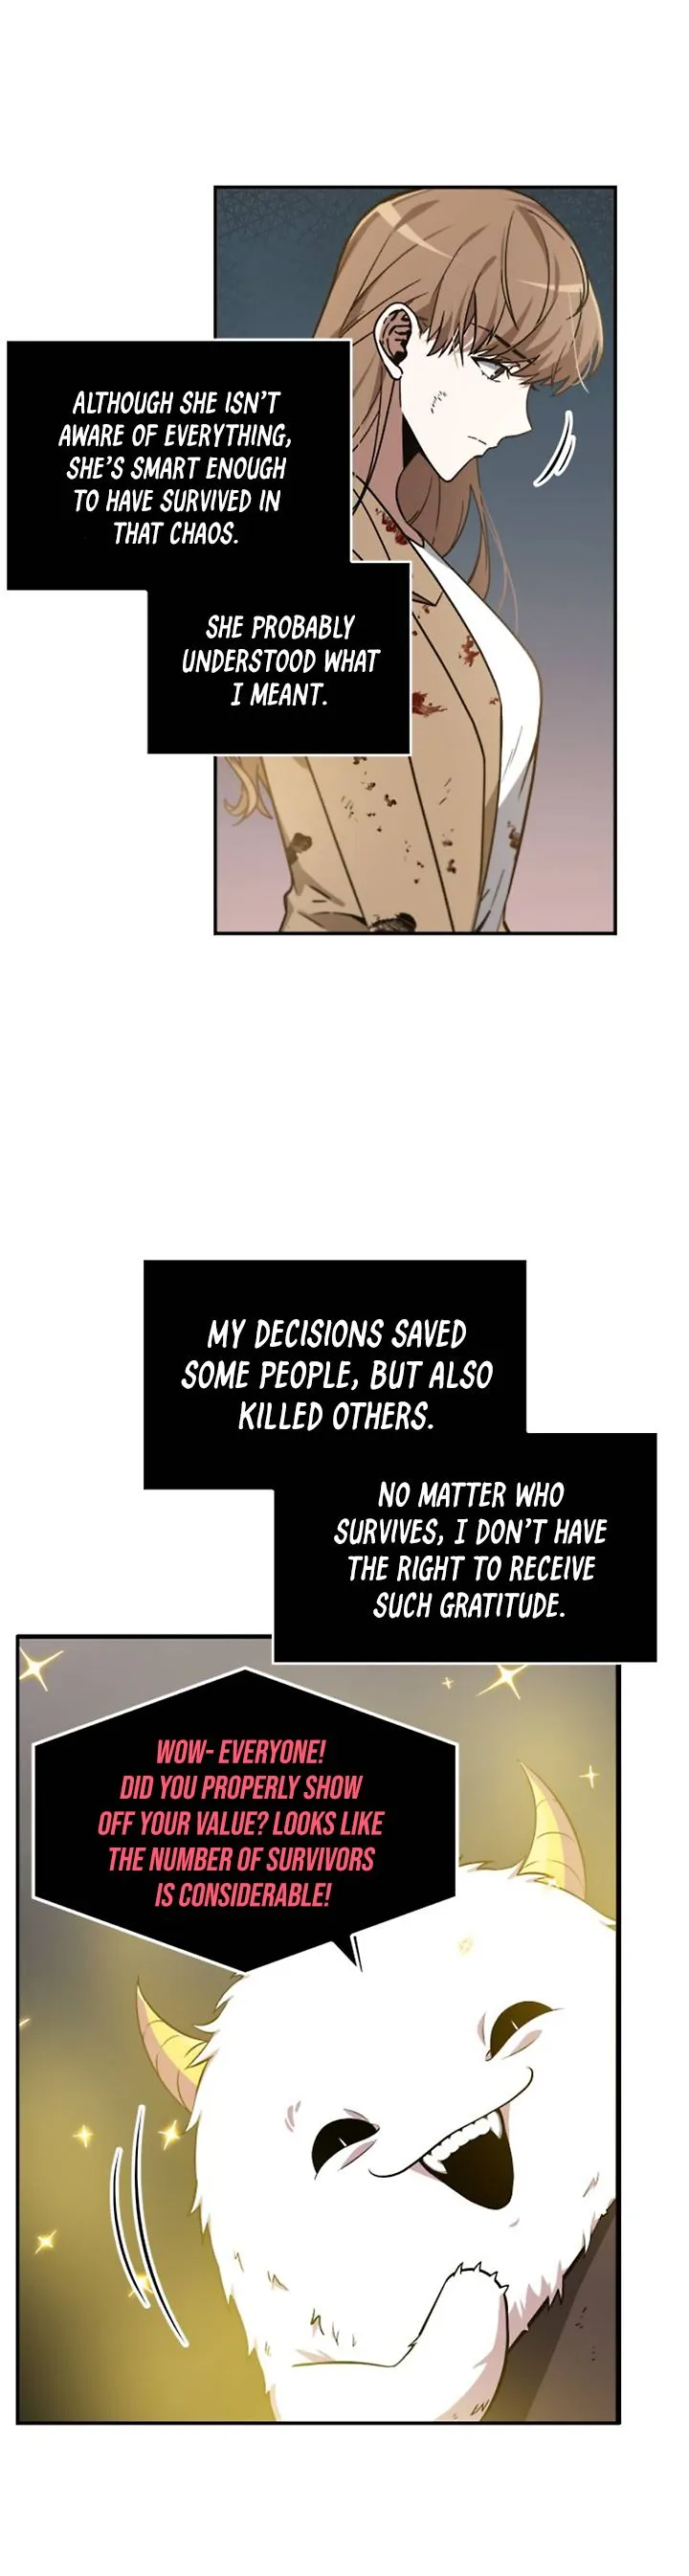 ALTHOUGH SHE ISN'T
AWARE OF EVERYTHING,
SHE'S SMART ENOUGH
TO HAVE SURVIVED IN
THAT CHAOS.
SHE PROBABLY
UNDERSTOOD WHAT
I MEANT.
MY DECISIONS SAVED
SOME PEOPLE, BUT ALSO
KILLED OTHERS.
NO MATTER WHO
SURVIVES, I DON'T HAVE
THE RIGHT TO RECEIVE
SUCH GRATITUDE.
WOW- EVERYONE!
DID YOU PROPERLY SHOW
OFF YOUR VALUE? LOOKS LIKE
THE NUMBER OF SURVIVORS
IS CONSIDERABLE!